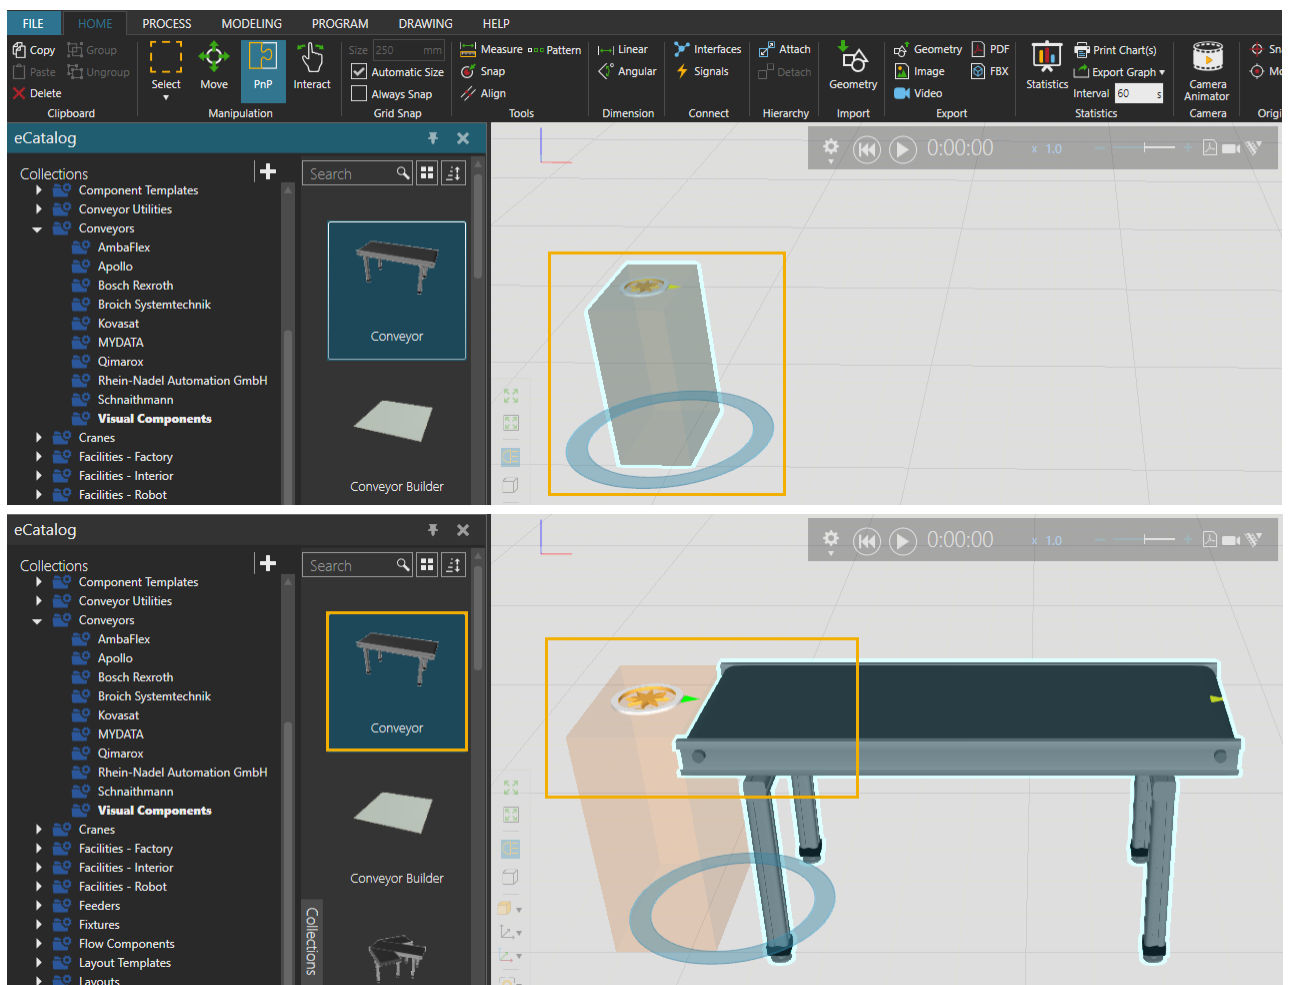 FILE HOME PROCESS MODELING PROGRAM DRAWING HELP
Copy Group Size 250 mm Measure Pattern Linear Interfaces Attach Geometry PDF Print Chart(s)
Paste Ungroup Automatic Size Snap Angular Signals Detach Image FBX Export Graph
Delete Select Move PnP Interact Always Snap Align Geometry Video Statistics Interval 60 s Camera Animator
Clipboard Manipulation Grid Snap Tools Dimension Connect Hierarchy Import Export Statistics Camera
eCatalog
Collections
Search
0:00:00 x 1.0
Component Templates
Conveyor Utilities
Conveyors
AmbaFlex
Apollo
Bosch Rexroth
Broich Systemtechnik
Kovasat
MYDATA
Qimarox
Rhein-Nadel Automation GmbH
Schnaithmann
Visual Components
Cranes
Facilities - Factory
Facilities - Interior
Facilities - Robot
Conveyor
Conveyor Builder
eCatalog
Collections
Search
0:00:00 x 1.0
Component Templates
Conveyor Utilities
Conveyors
AmbaFlex
Apollo
Bosch Rexroth
Broich Systemtechnik
Kovasat
MYDATA
Qimarox
Rhein-Nadel Automation GmbH
Schnaithmann
Visual Components
Cranes
Facilities - Factory
Facilities - Interior
Facilities - Robot
Feeders
Fixtures
Flow Components
Layout Templates
Layouts
Conveyor
Conveyor Builder
Collections